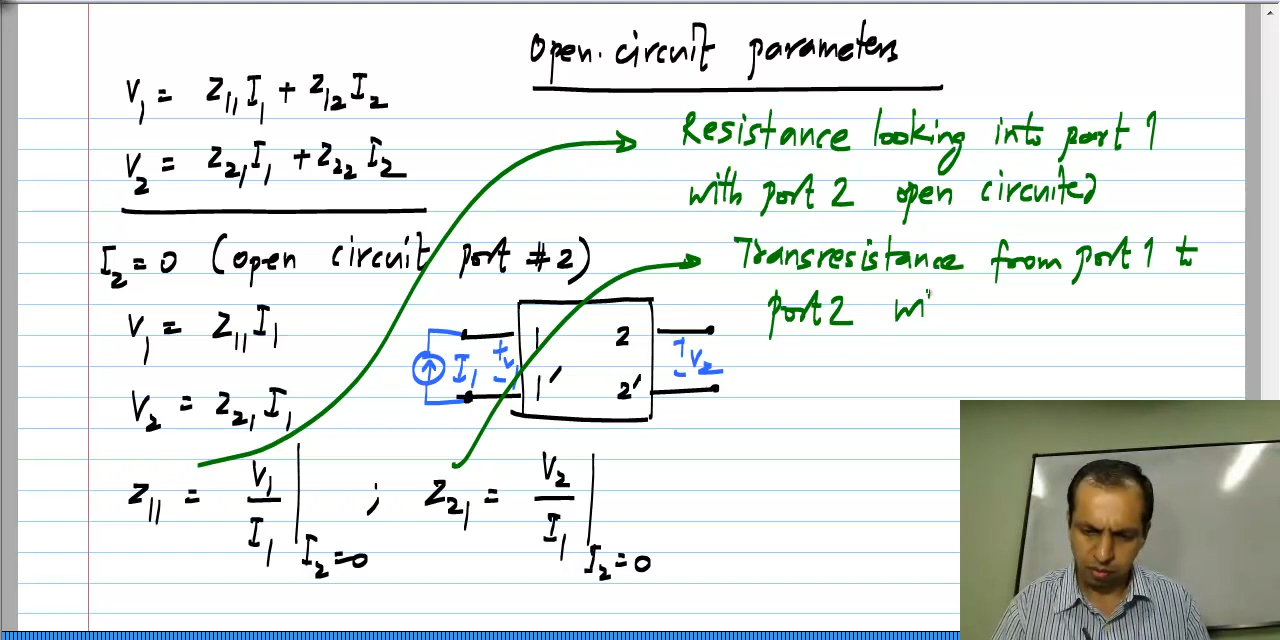 Open-circuit parameters
V1 = Z11 I1 + Z12 I2
V2 = Z21 I1 + Z22 I2
Resistance looking into port 1
with port 2 open circuited
I2 = 0 (open circuit port #2)
Transresistance from port 1 to
port 2 wi
V1 = Z11 I1
1 2
I1 + V1 - + V2 -
1' 2'
V2 = Z21 I1
Z11 = V1/I1 | I2=0 ; Z21 = V2/I1 | I2=0